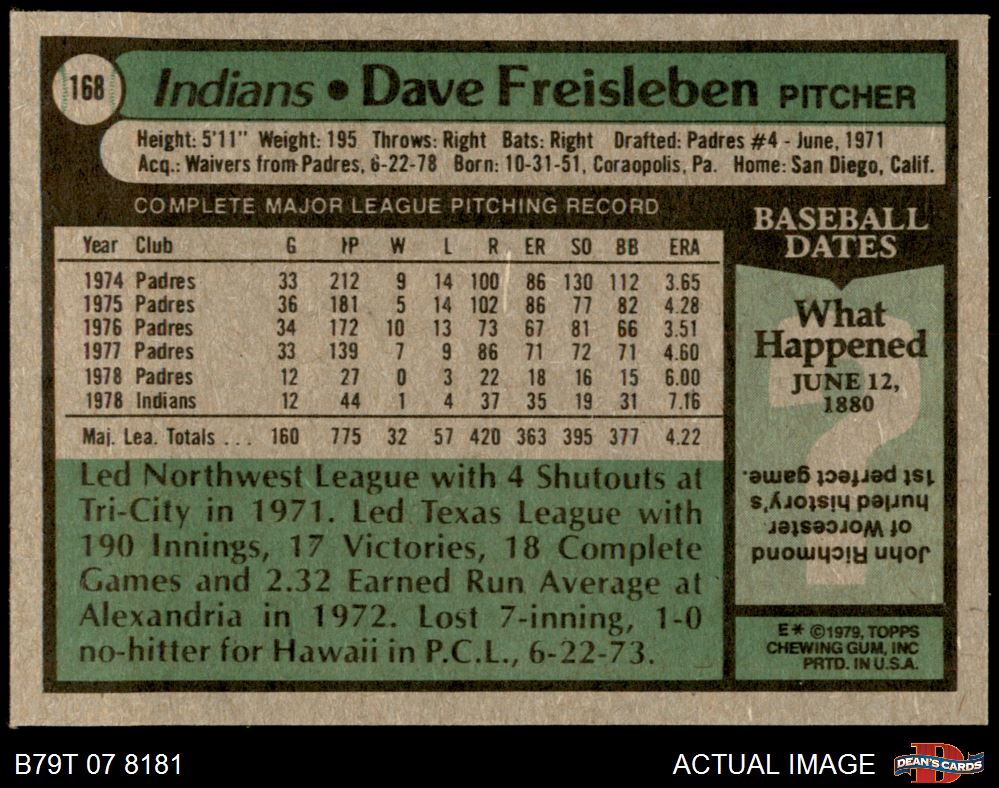 168
Indians • Dave Freisleben PITCHER
Height: 5'11" Weight: 195 Throws: Right Bats: Right Drafted: Padres #4 - June, 1971
Acq.: Waivers from Padres, 6-22-78 Born: 10-31-51, Coraopolis, Pa. Home: San Diego, Calif.
COMPLETE MAJOR LEAGUE PITCHING RECORD
Year Club G IP W L R ER SO BB ERA
1974 Padres 33 212 9 14 100 86 130 112 3.65
1975 Padres 36 181 5 14 102 86 77 82 4.28
1976 Padres 34 172 10 13 73 67 81 66 3.51
1977 Padres 33 139 7 9 86 71 72 71 4.60
1978 Padres 12 27 0 3 22 18 16 15 6.00
1978 Indians 12 44 1 4 37 35 19 31 7.16
Maj. Lea. Totals ... 160 775 32 57 420 363 395 377 4.22
Led Northwest League with 4 Shutouts at
Tri-City in 1971. Led Texas League with
190 Innings, 17 Victories, 18 Complete
Games and 2.32 Earned Run Average at
Alexandria in 1972. Lost 7-inning, 1-0
no-hitter for Hawaii in P.C.L., 6-22-73.
BASEBALL
DATES
What
Happened
JUNE 12,
1880
?
John Richmond
of Worcester
hurled history's
1st perfect game.
E* ©1979, TOPPS
CHEWING GUM, INC
PRTD. IN U.S.A.
B79T 07 8181
ACTUAL IMAGE
D
DEAN'S CARDS